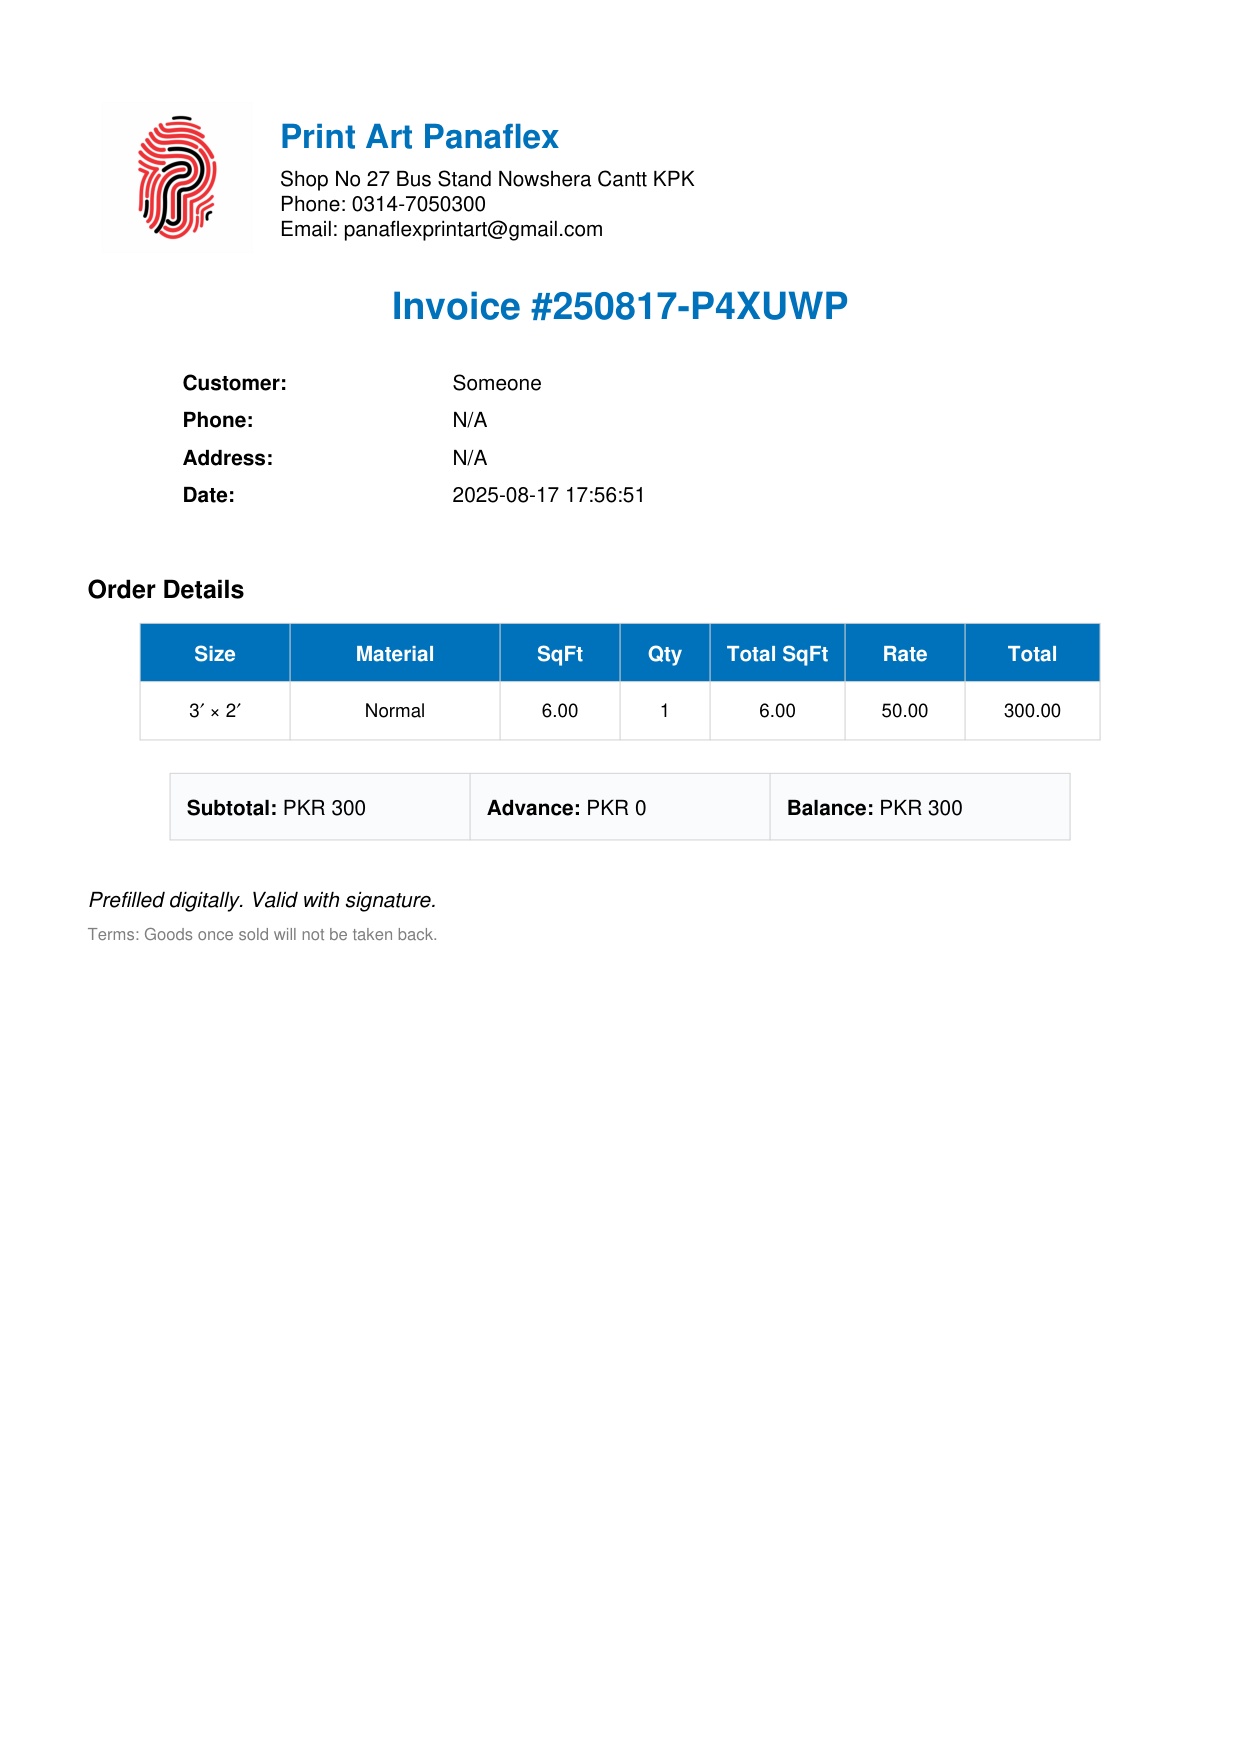 Print Art Panaflex
Shop No 27 Bus Stand Nowshera Cantt KPK
Phone: 0314-7050300
Email: panaflexprintart@gmail.com
Invoice #250817-P4XUWP
Customer: Someone
Phone: N/A
Address: N/A
Date: 2025-08-17 17:56:51
Order Details
Size Material SqFt Qty Total SqFt Rate Total
3′ × 2′ Normal 6.00 1 6.00 50.00 300.00
Subtotal: PKR 300 Advance: PKR 0 Balance: PKR 300
Prefilled digitally. Valid with signature.
Terms: Goods once sold will not be taken back.